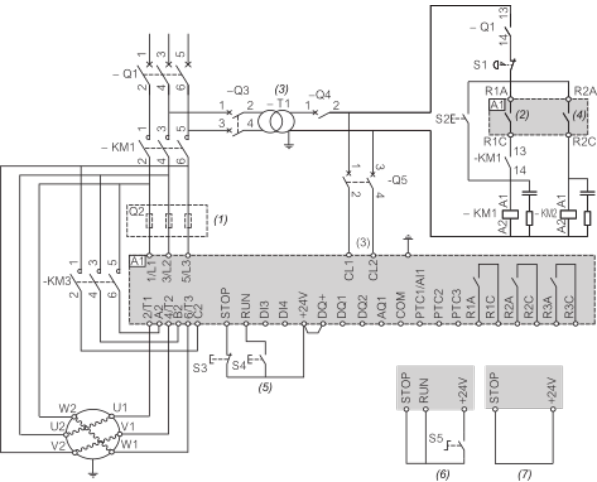 13
– Q1
14
1 3 5
– Q1
2 4 6
S1
– Q3
(3)
– T1
– Q4
1 2
1 2
3 4
R1A
R2A
A1
(2)
(4)
S2
R1C
R2C
1 3 5
– KM1
2 4 6
-KM1
13
14
1 3
-Q5
2 4
A1
– KM1
A2
A1
– KM2
A2
Q2
(1)
(3)
A1
1/L1
3/L2
5/L3
CL1
CL2
1 3 5
-KM3
2 4 6
2/T1
A2
4/T2
B2
6/T3
C2
STOP
RUN
DI3
DI4
+24V
DQ+
DQ1
DQ2
AQ1
COM
PTC1/AI1
PTC2
PTC3
R1A
R1C
R2A
R2C
R3A
R3C
S3
S4
(5)
STOP
RUN
+24V
S5
(6)
STOP
+24V
(7)
W2
U1
U2
V1
V2
W1